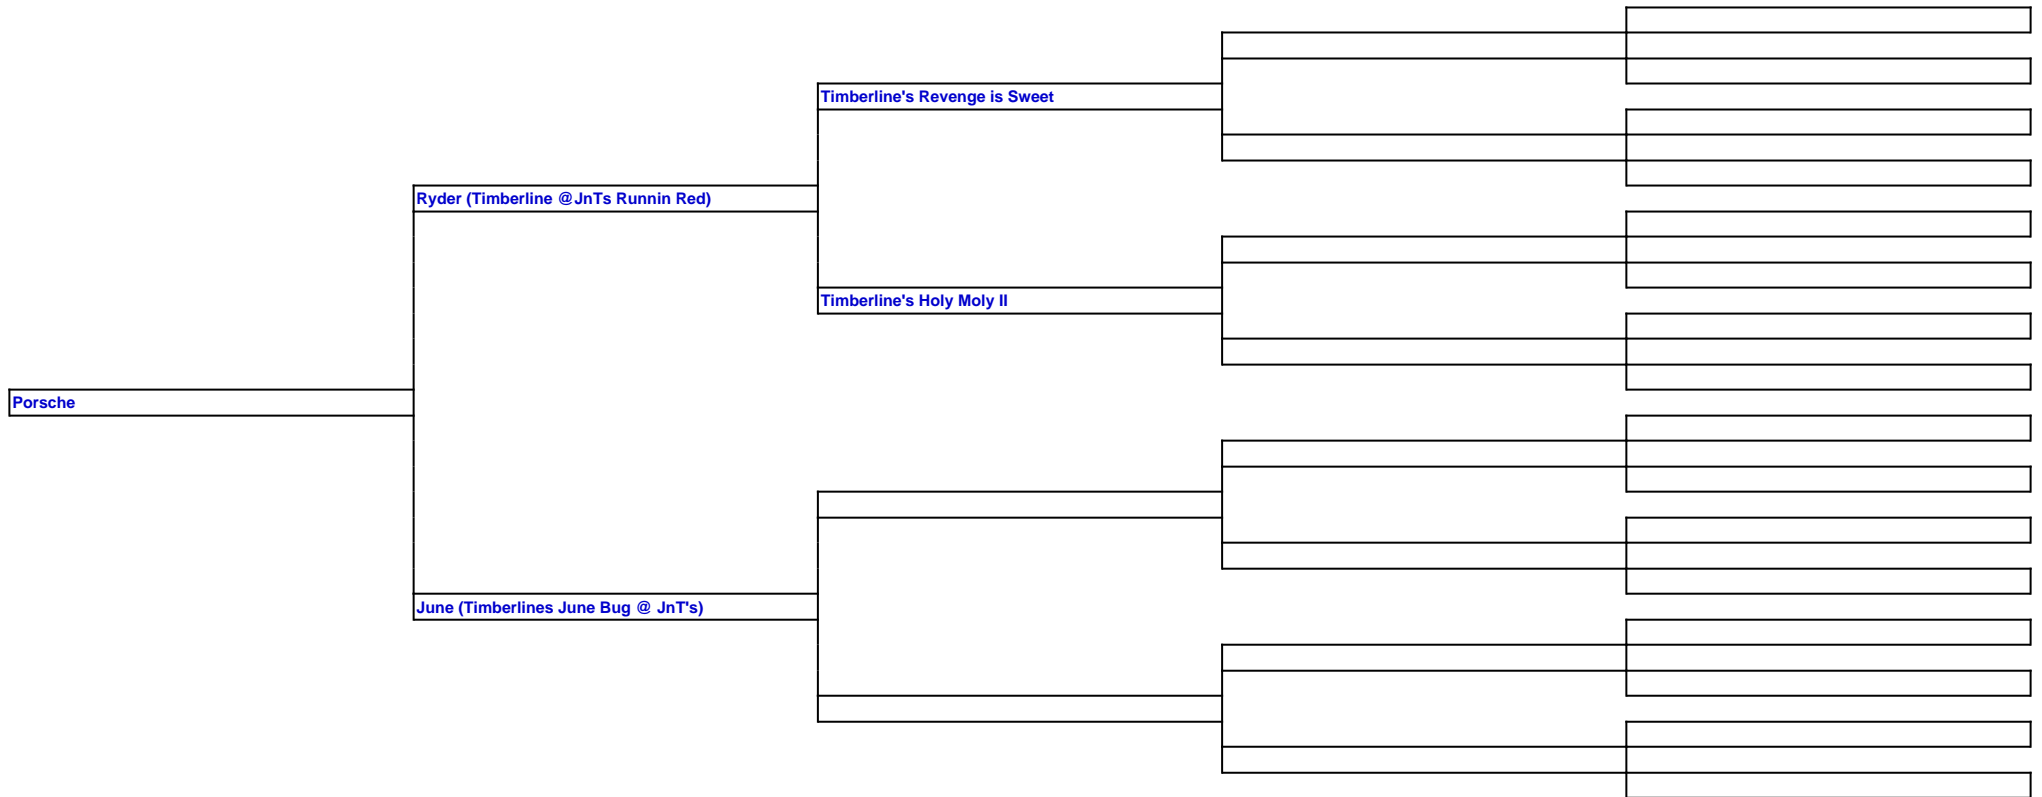 Timberline's Revenge is Sweet
Ryder (Timberline @JnTs Runnin Red)
Timberline's Holy Moly II
Porsche
June (Timberlines June Bug @ JnT's)